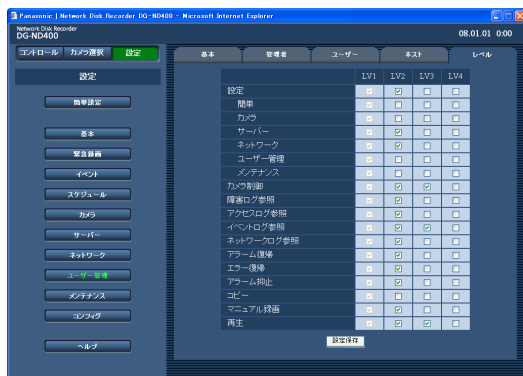 Panasonic | Network Disk Recorder DG-ND400 - Microsoft Internet Explorer
Network Disk Recorder
DG-ND400
08.01.01 0:00
コントロール カメラ選択 設定
基本 管理者 ユーザー ホスト レベル
設定
簡単設定
基本
緊急録画
イベント
スケジュール
カメラ
サーバー
ネットワーク
ユーザー管理
メンテナンス
コンフィグ
ヘルプ
LV1 LV2 LV3 LV4
設定
簡単
カメラ
サーバー
ネットワーク
ユーザー管理
メンテナンス
カメラ制御
障害ログ参照
アクセスログ参照
イベントログ参照
ネットワークログ参照
アラーム復帰
エラー復帰
アラーム抑止
コピー
マニュアル録画
再生
設定保存